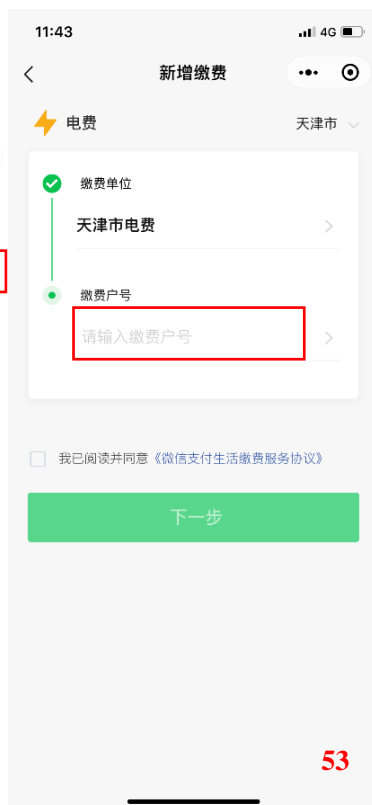 11:43
4G
新增缴费
电费
天津市
缴费单位
天津市电费
缴费户号
请输入缴费户号
我已阅读并同意《微信支付生活缴费服务协议》
下一步
53